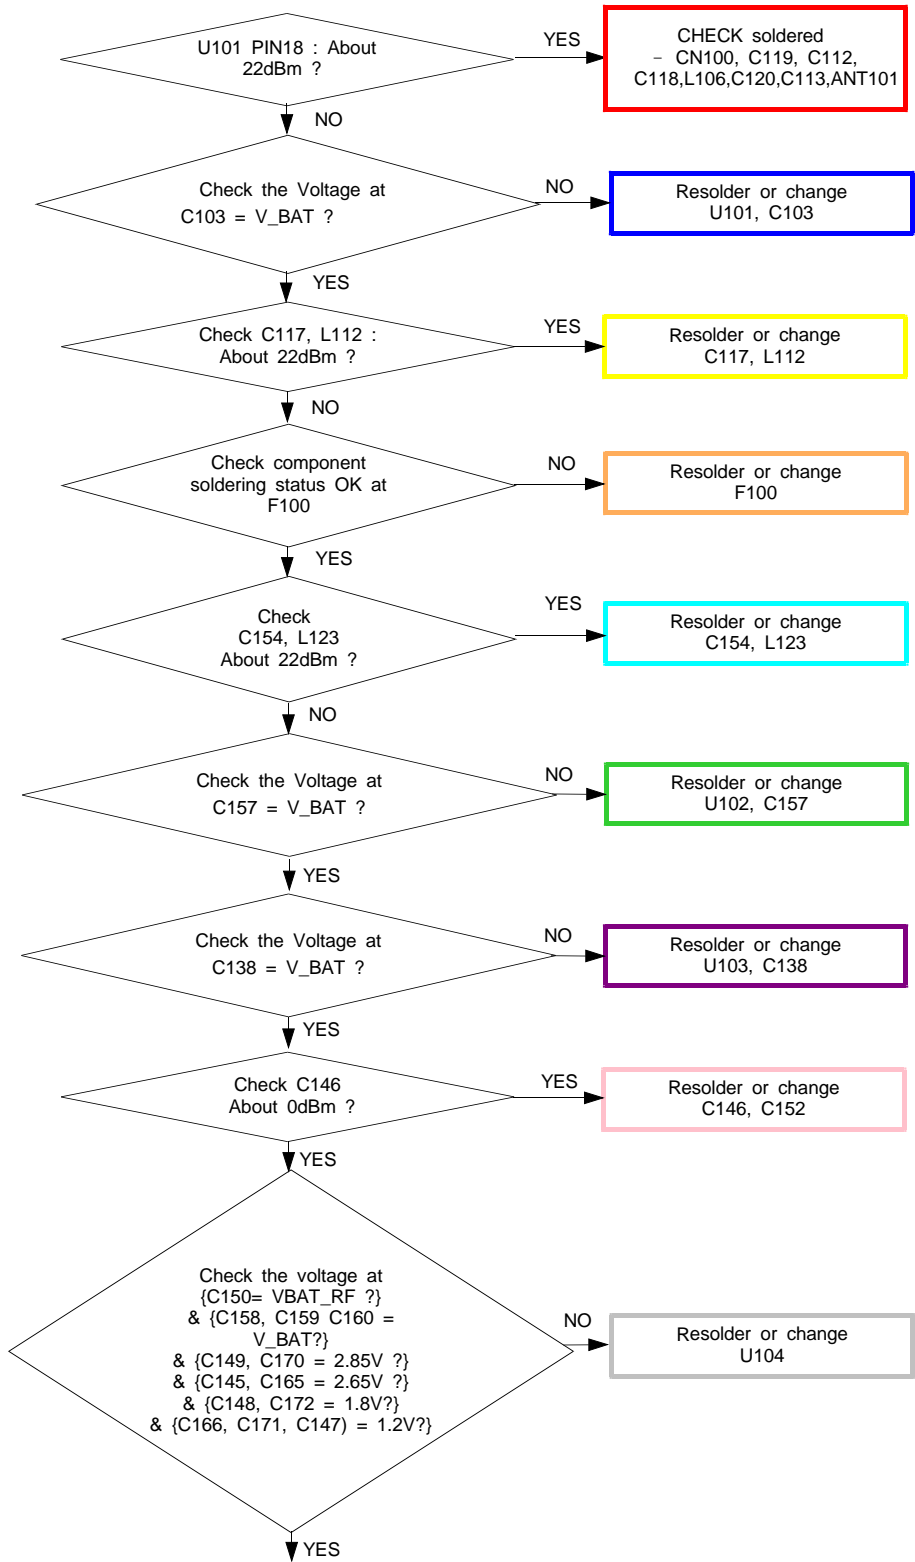 U101 PIN18 : About
22dBm ?
YES
CHECK soldered
– CN100, C119, C112,
C118,L106,C120,C113,ANT101
NO
Check the Voltage at
C103 = V_BAT ?
NO
Resolder or change
U101, C103
YES
Check C117, L112 :
About 22dBm ?
YES
Resolder or change
C117, L112
NO
Check component
soldering status OK at
F100
NO
Resolder or change
F100
YES
Check
C154, L123
About 22dBm ?
YES
Resolder or change
C154, L123
NO
Check the Voltage at
C157 = V_BAT ?
NO
Resolder or change
U102, C157
YES
Check the Voltage at
C138 = V_BAT ?
NO
Resolder or change
U103, C138
YES
Check C146
About 0dBm ?
YES
Resolder or change
C146, C152
YES
Check the voltage at
{C150= VBAT_RF ?}
& {C158, C159 C160 =
V_BAT?}
& {C149, C170 = 2.85V ?}
& {C145, C165 = 2.65V ?}
& {C148, C172 = 1.8V?}
& {C166, C171, C147) = 1.2V?}
NO
Resolder or change
U104
YES